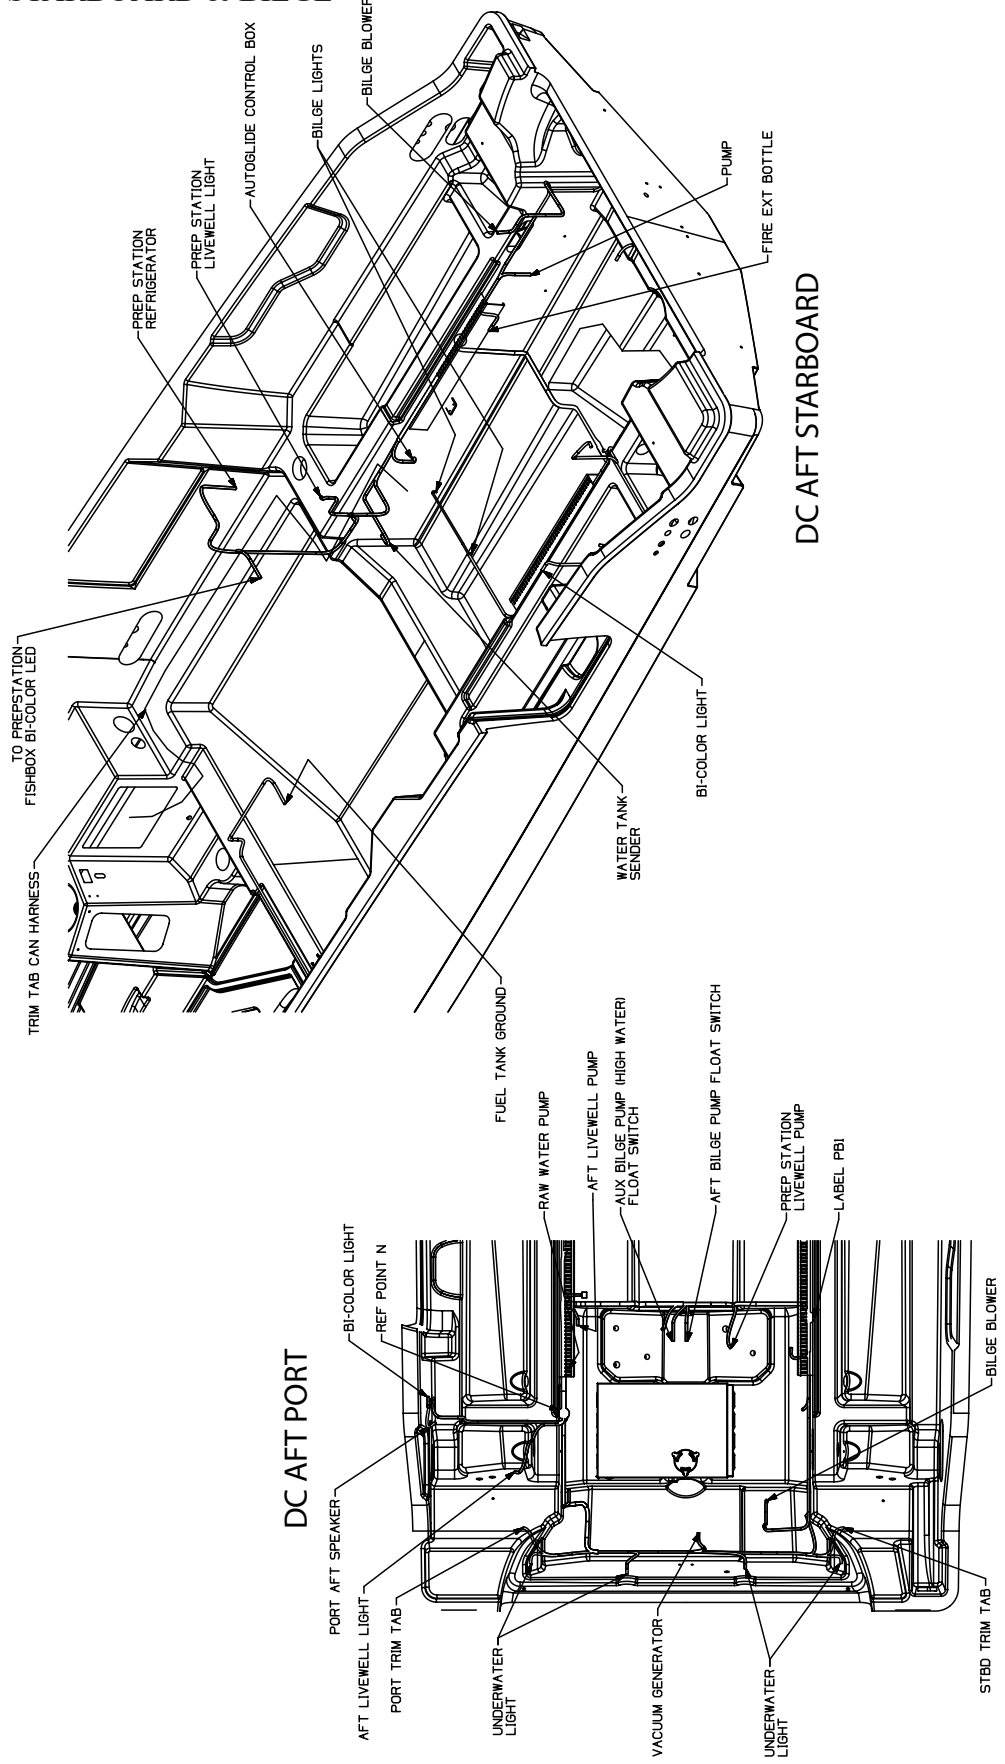 TRIM TAB CAN HARNESS
TO PREPSTATION
FISHBOX BI-COLOR LED
PREP STATION
REFRIGERATOR
PREP STATION
LIVEWELL LIGHT
AUTOGLIDE CONTROL BOX
BILGE LIGHTS
BILGE BLOWER
PUMP
FIRE EXT BOTTLE
DC AFT STARBOARD
BI-COLOR LIGHT
WATER TANK
SENDER
FUEL TANK GROUND
DC AFT PORT
PORT AFT SPEAKER
BI-COLOR LIGHT
REF POINT N
RAW WATER PUMP
AFT LIVEWELL PUMP
AUX BILGE PUMP (HIGH WATER)
FLOAT SWITCH
AFT BILGE PUMP FLOAT SWITCH
PREP STATION
LIVEWELL PUMP
LABEL PB1
BILGE BLOWER
AFT LIVEWELL LIGHT
PORT TRIM TAB
UNDERWATER
LIGHT
VACUUM GENERATOR
UNDERWATER
LIGHT
STBD TRIM TAB